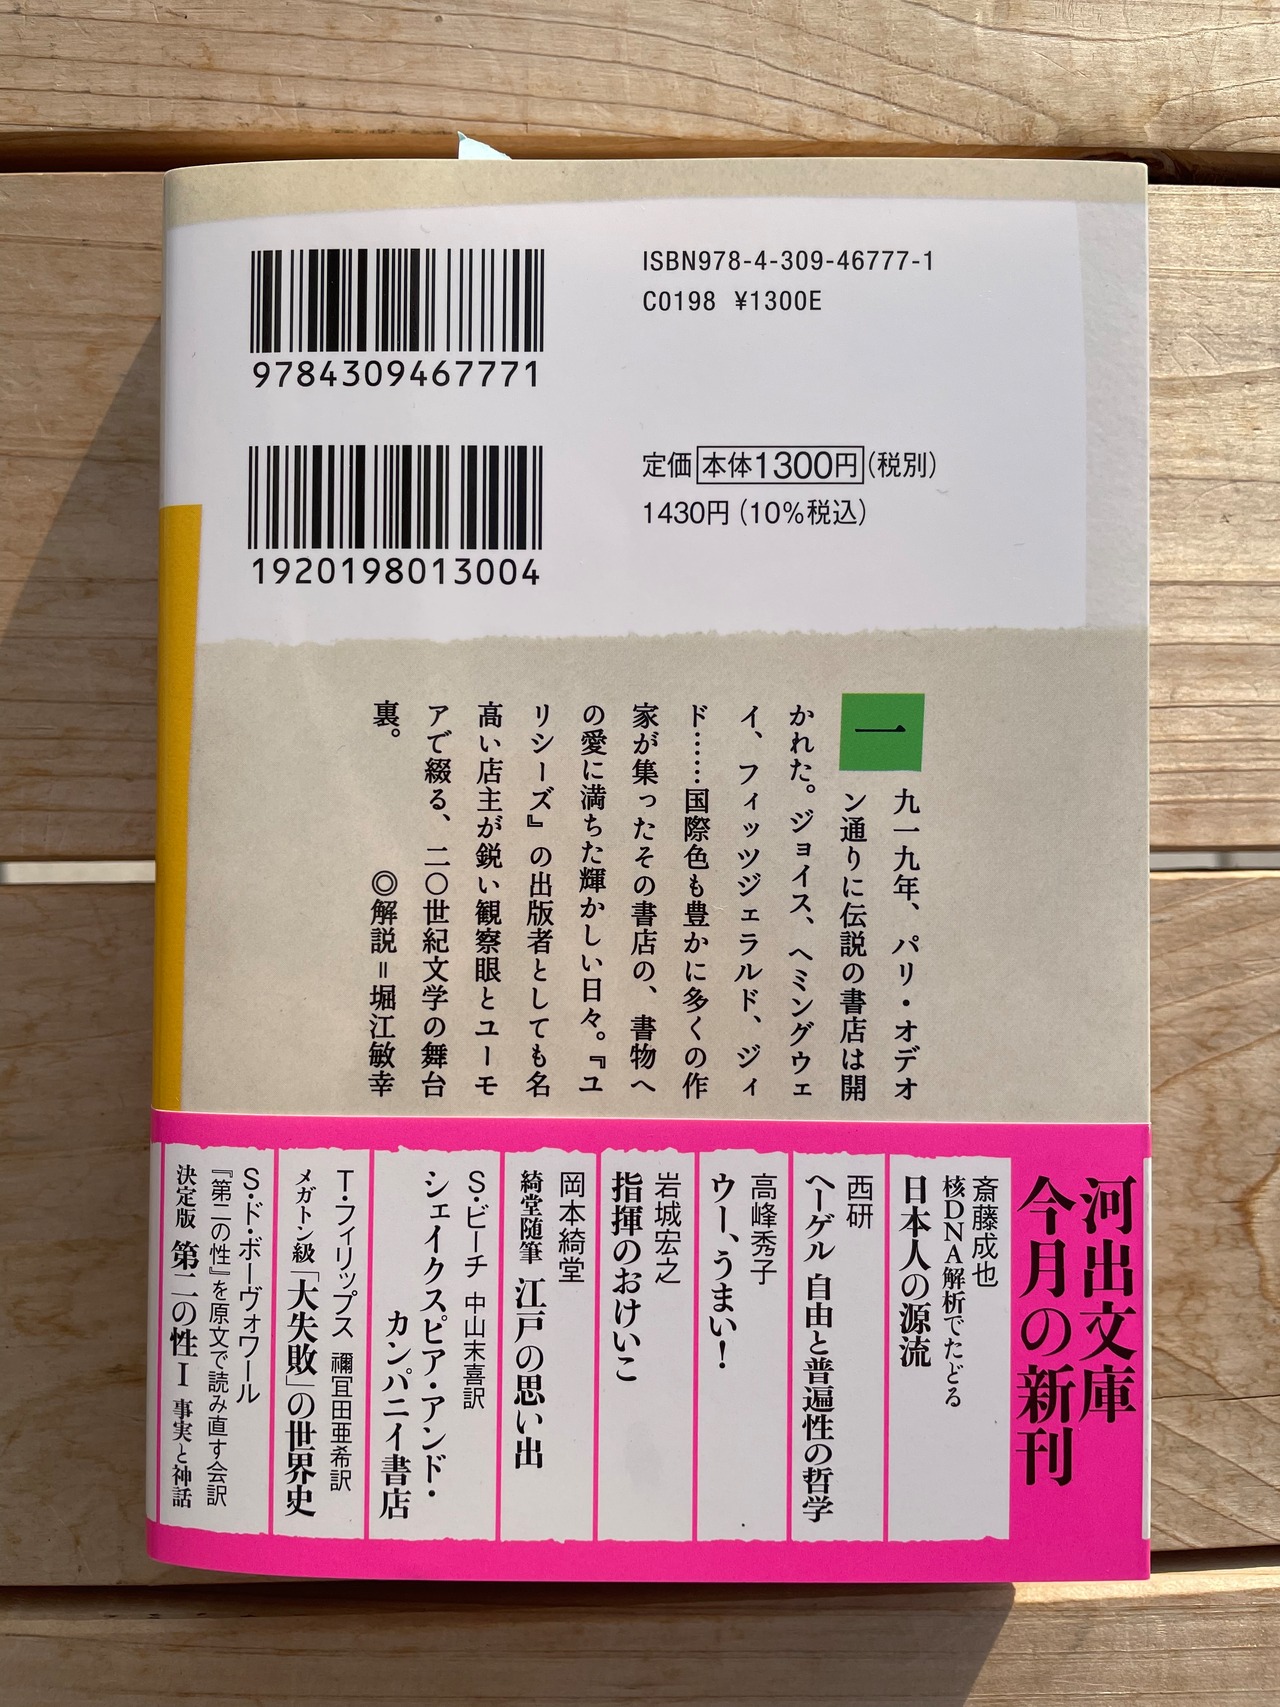 ISBN978-4-309-46777-1
C0198 ¥1300E
9784309467771
定価本体1300円(税別)
1430円(10%税込)
1920198013004
一九一九年、パリ・オデオ
ン通りに伝説の書店は開
かれた。ジョイス、ヘミングウェ
イ、フィッツジェラルド、ジィ
ド……国際色も豊かに多くの作
家が集ったその書店の、書物へ
の愛に満ちた輝かしい日々。『ユ
リシーズ』の出版者としても名
高い店主が鋭い観察眼とユーモ
アで綴る、二〇世紀文学の舞台
裏。
◎解説=堀江敏幸
河出文庫
今月の新刊
斎藤成也
核DNA解析でたどる
日本人の源流
西研
ヘーゲル 自由と普遍性の哲学
高峰秀子
ウー、うまい!
岩城宏之
指揮のおけいこ
岡本綺堂
綺堂随筆 江戸の思い出
S・ビーチ 中山末喜訳
シェイクスピア・アンド・
カンパニイ書店
T・フィリップス 禰冝田亜希訳
メガトン級「大失敗」の世界史
S・ド・ボーヴォワール
『第二の性』を原文で読み直す会訳
決定版 第二の性Ⅰ 事実と神話